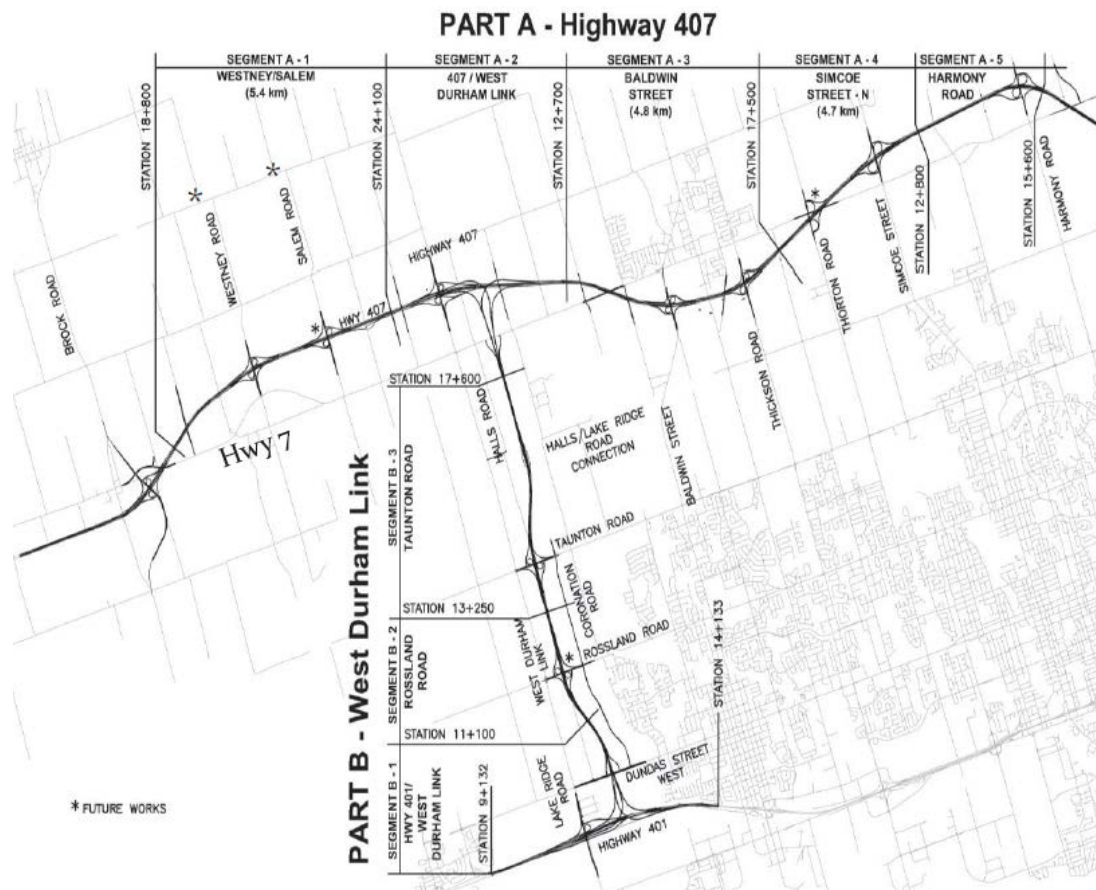 PART A - Highway 407
SEGMENT A - 1
WESTNEY/SALEM
(5.4 km)
SEGMENT A - 2
407 / WEST
DURHAM LINK
SEGMENT A - 3
BALDWIN
STREET
(4.8 km)
SEGMENT A - 4
SIMCOE
STREET - N
(4.7 km)
SEGMENT A - 5
HARMONY
ROAD
STATION 18+800
STATION 24+100
STATION 12+700
STATION 17+500
STATION 12+800
STATION 15+600
HARMONY ROAD
*
*
*
BROCK ROAD
WESTNEY ROAD
SALEM ROAD
HIGHWAY 407
*
HWY 407
THORTON ROAD
SIMCOE STREET
THICKSON ROAD
BALDWIN STREET
Hwy 7
STATION 17+600
HALLS ROAD
HALLS/LAKE RIDGE
ROAD
CONNECTION
PART B - West Durham Link
SEGMENT B - 3
TAUNTON ROAD
TAUNTON ROAD
CORONATION
ROAD
STATION 13+250
SEGMENT B - 2
ROSSLAND
ROAD
WEST DURHAM
LINK
*
ROSSLAND ROAD
STATION 14+133
STATION 11+100
SEGMENT B - 1
HWY 401/
WEST
DURHAM LINK
STATION 9+132
LAKE RIDGE
ROAD
DUNDAS STREET
WEST
HIGHWAY 401
* FUTURE WORKS